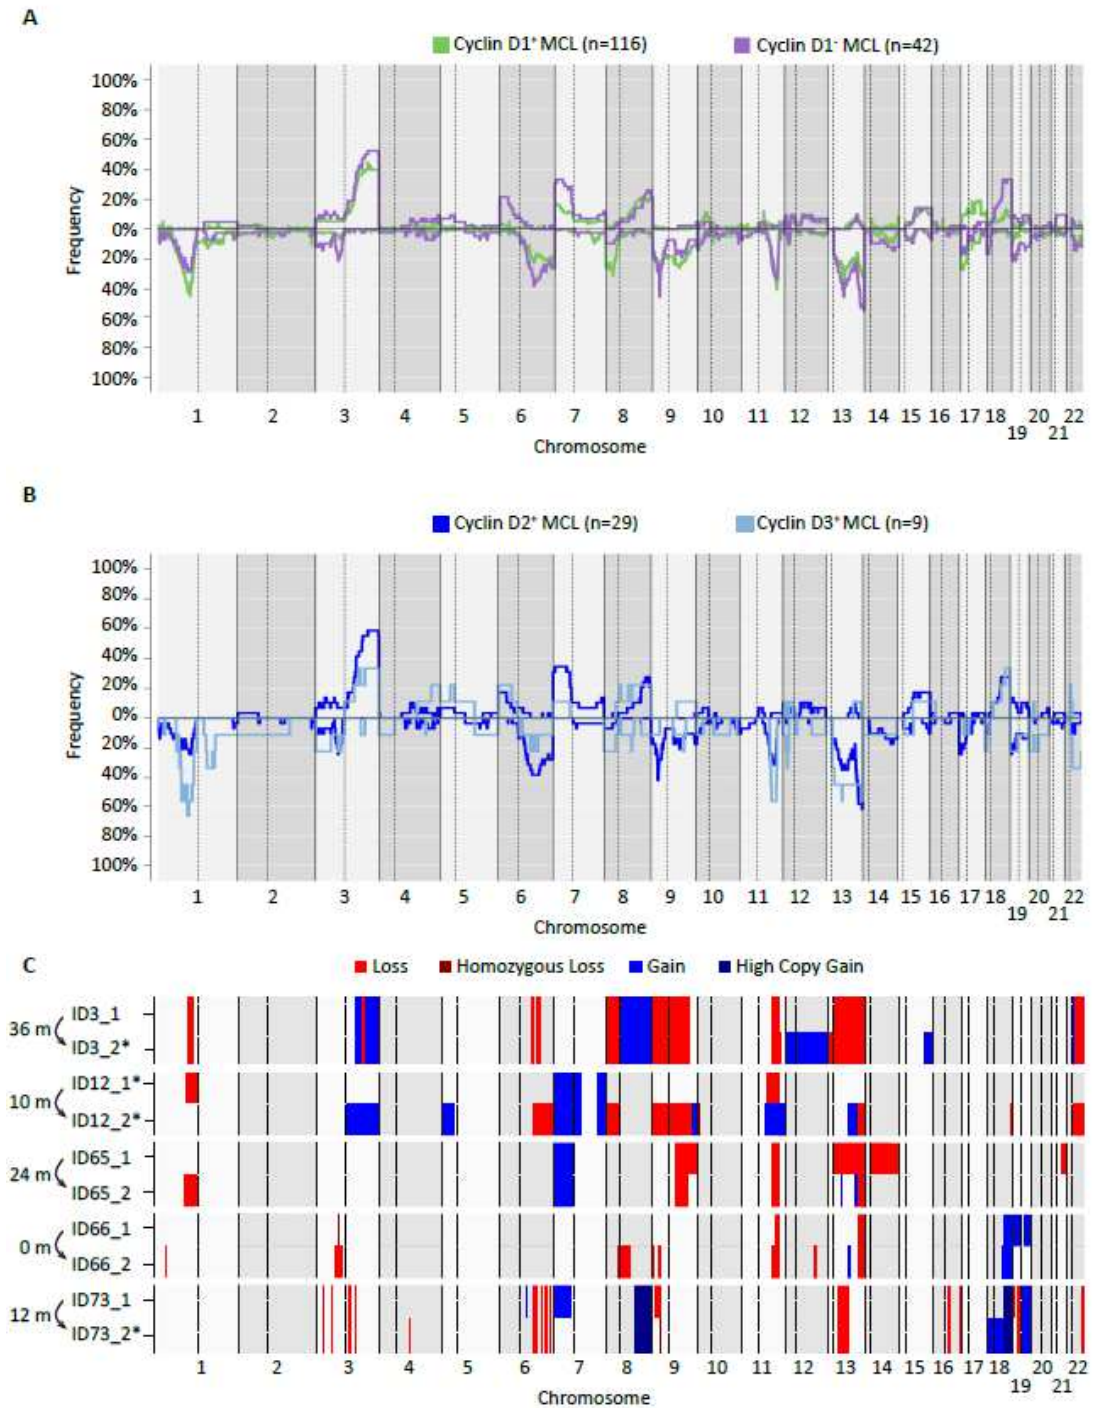 A
Cyclin D1⁺ MCL (n=116) Cyclin D1⁻ MCL (n=42)
100%
80%
60%
40%
20%
0%
20%
40%
60%
80%
100%
Frequency
1 2 3 4 5 6 7 8 9 10 11 12 13 14 15 16 17 18 19 20 21 22
Chromosome
B
Cyclin D2⁺ MCL (n=29) Cyclin D3⁺ MCL (n=9)
100%
80%
60%
40%
20%
0%
20%
40%
60%
80%
100%
Frequency
1 2 3 4 5 6 7 8 9 10 11 12 13 14 15 16 17 18 19 20 21 22
Chromosome
C
Loss Homozygous Loss Gain High Copy Gain
36 m
ID3_1
ID3_2*
10 m
ID12_1*
ID12_2*
24 m
ID65_1
ID65_2
0 m
ID66_1
ID66_2
12 m
ID73_1
ID73_2*
1 2 3 4 5 6 7 8 9 10 11 12 13 14 15 16 17 18 19 20 21 22
Chromosome